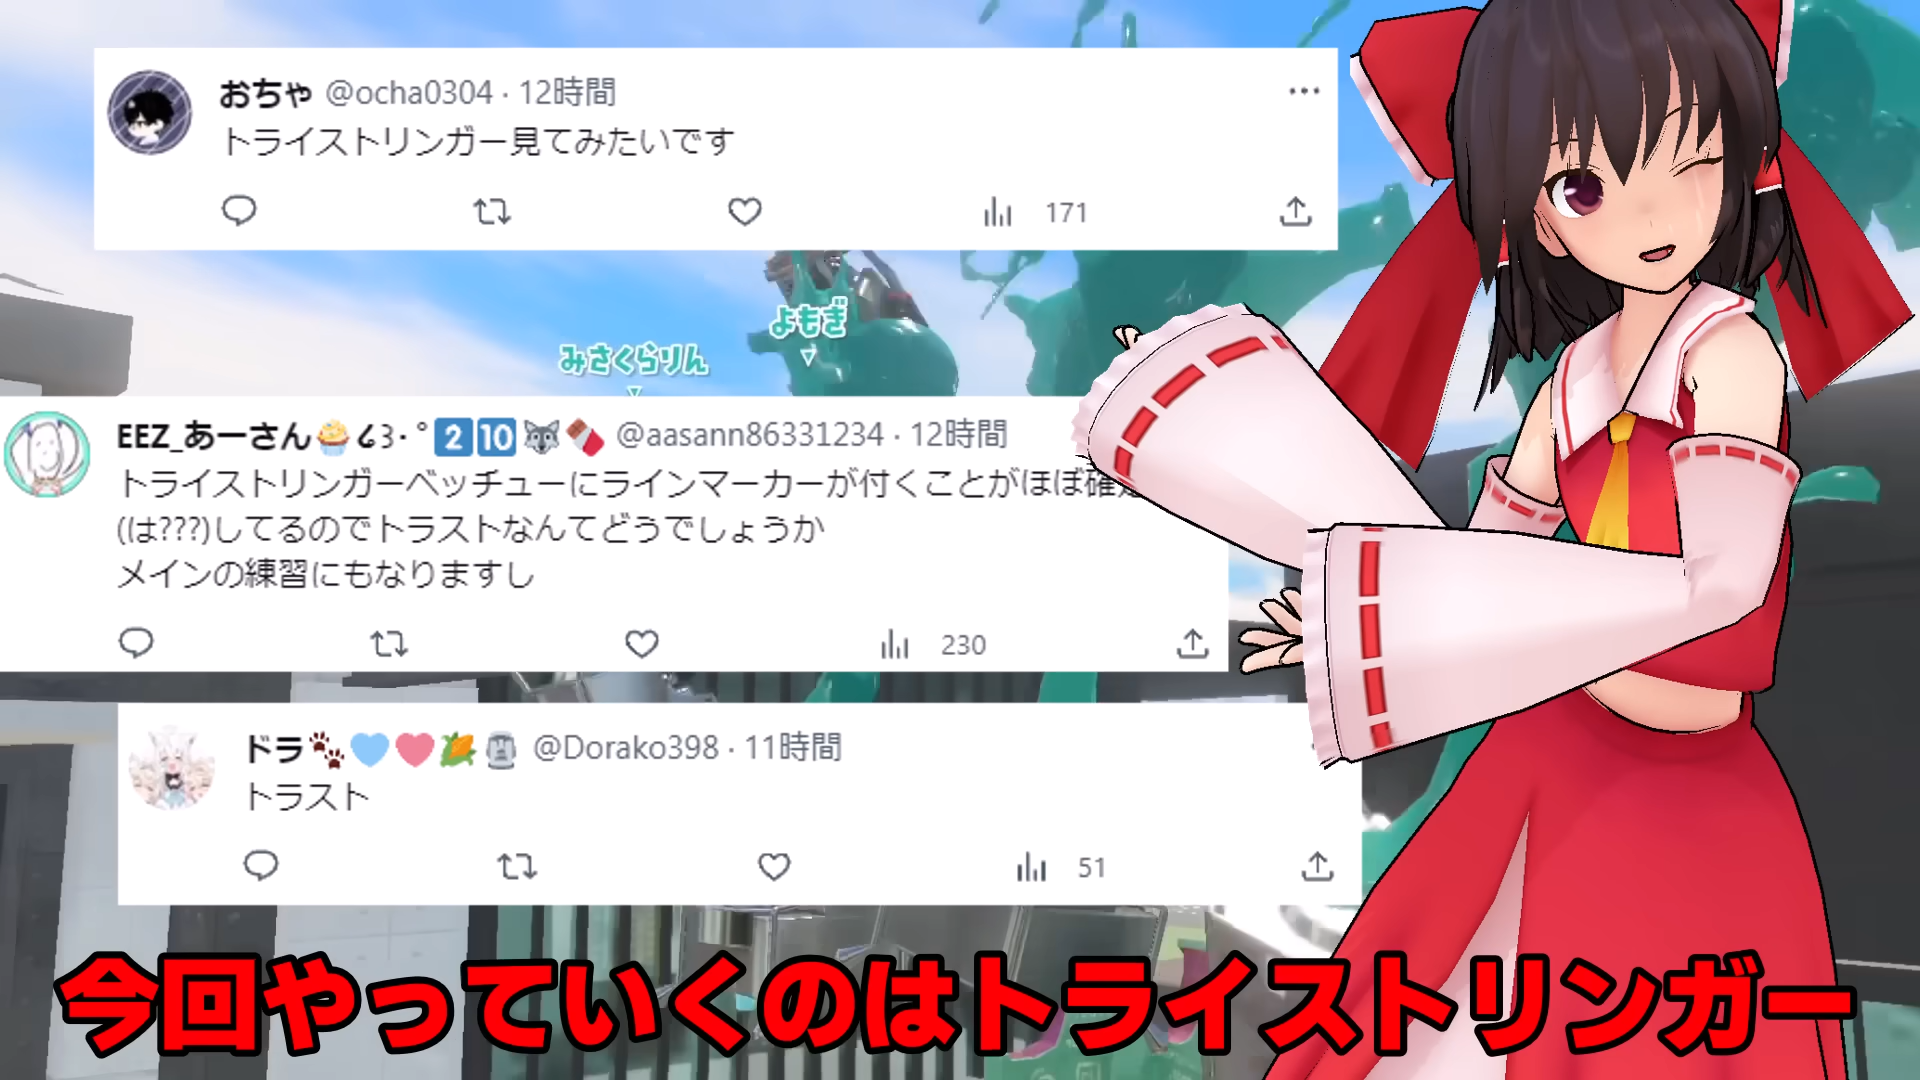 おちゃ @ocha0304 · 12時間
トライストリンガー見てみたいです
171
よもぎ
みさくらりん
EEZ_あーさん🧁૮꒱･ﾟ2️⃣🔟🐺🍫 @aasann86331234 · 12時間
トライストリンガーベッチューにラインマーカーが付くことがほぼ確
((は???)してるのでトラストなんてどうでしょうか
メインの練習にもなりますし
230
ドラ🐾🩵🩷🌽🗿 @Dorako398 · 11時間
トラスト
51
今回やっていくのはトライストリンガー